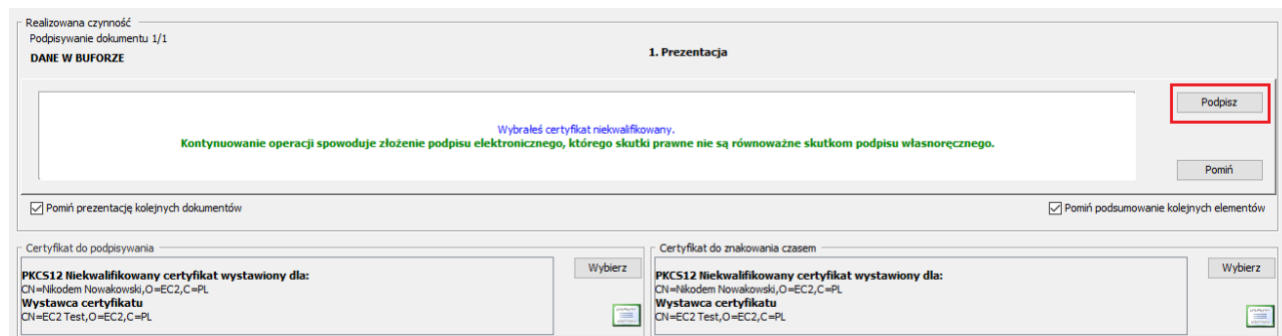 Realizowana czynność
Podpisywanie dokumentu 1/1
DANE W BUFORZE
1. Prezentacja
Podpisz
Wybrałeś certyfikat niekwalifikowany.
Kontynuowanie operacji spowoduje złożenie podpisu elektronicznego, którego skutki prawne nie są równoważne skutkom podpisu własnoręcznego.
Pomiń
Pomiń prezentację kolejnych dokumentów
Pomiń podsumowanie kolejnych elementów
Certyfikat do podpisywania
PKCS12 Niekwalifikowany certyfikat wystawiony dla:
CN=Nikodem Nowakowski,O=EC2,C=PL
Wystawca certyfikatu
CN=EC2 Test,O=EC2,C=PL
Wybierz
Certyfikat do znakowania czasem
PKCS12 Niekwalifikowany certyfikat wystawiony dla:
CN=Nikodem Nowakowski,O=EC2,C=PL
Wystawca certyfikatu
CN=EC2 Test,O=EC2,C=PL
Wybierz